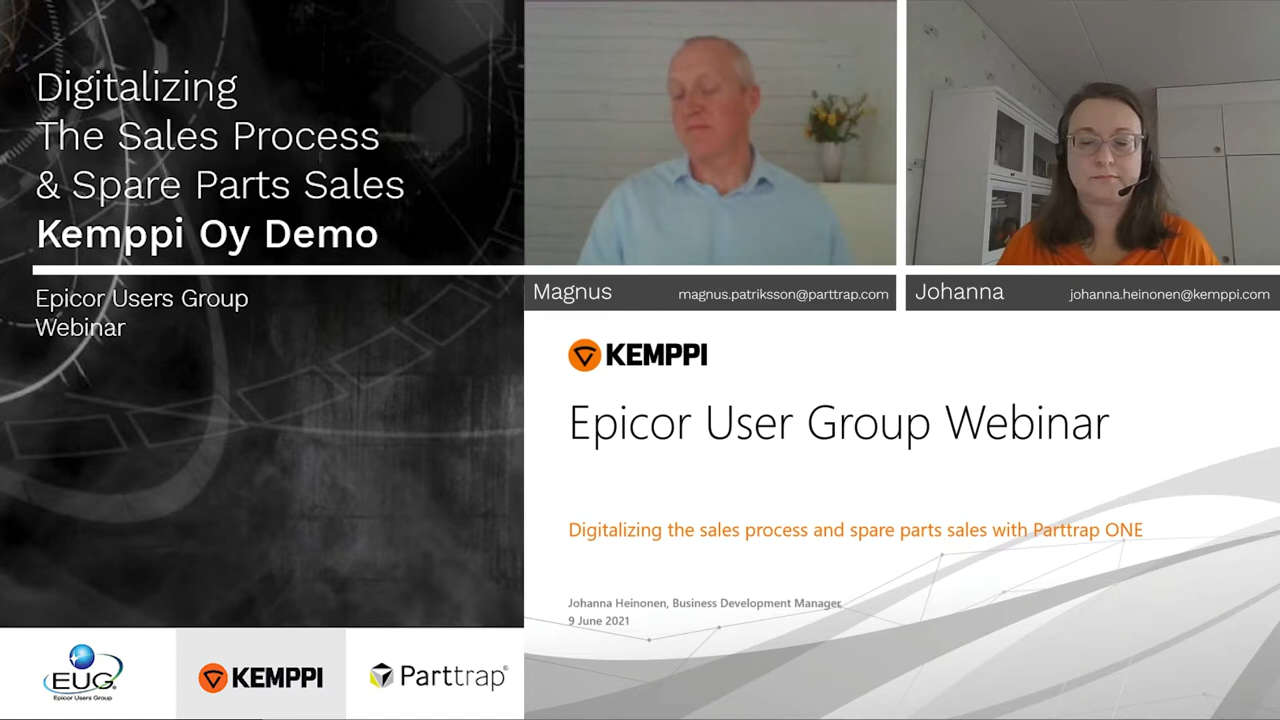 Digitalizing
The Sales Process
& Spare Parts Sales
Kemppi Oy Demo
Epicor Users Group
Webinar
Magnus
magnus.patriksson@parttrap.com
Johanna
johanna.heinonen@kemppi.com
KEMPPI
Epicor User Group Webinar
Digitalizing the sales process and spare parts sales with Parttrap ONE
Johanna Heinonen, Business Development Manager
9 June 2021
EUG
Epicor Users Group
KEMPPI
Parttrap